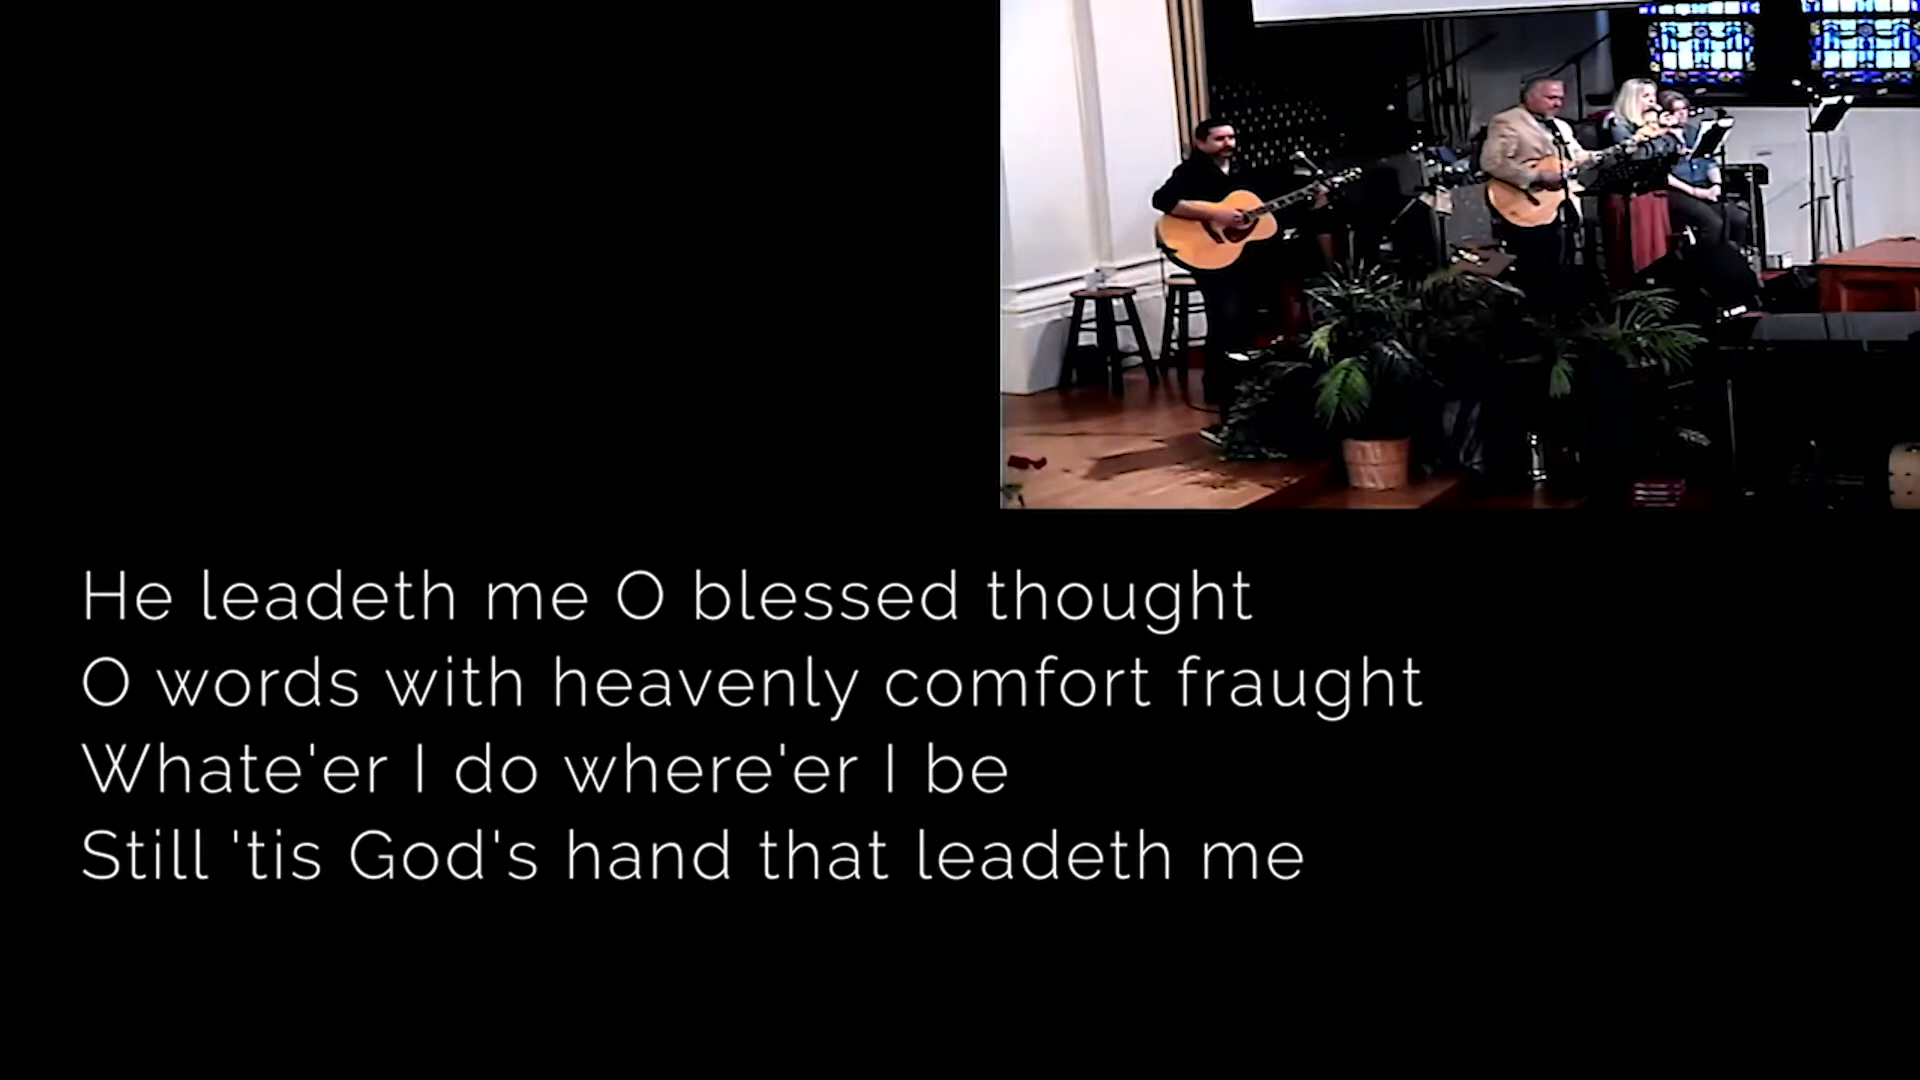 He leadeth me O blessed thought
O words with heavenly comfort fraught
Whate'er I do where'er I be
Still 'tis God's hand that leadeth me